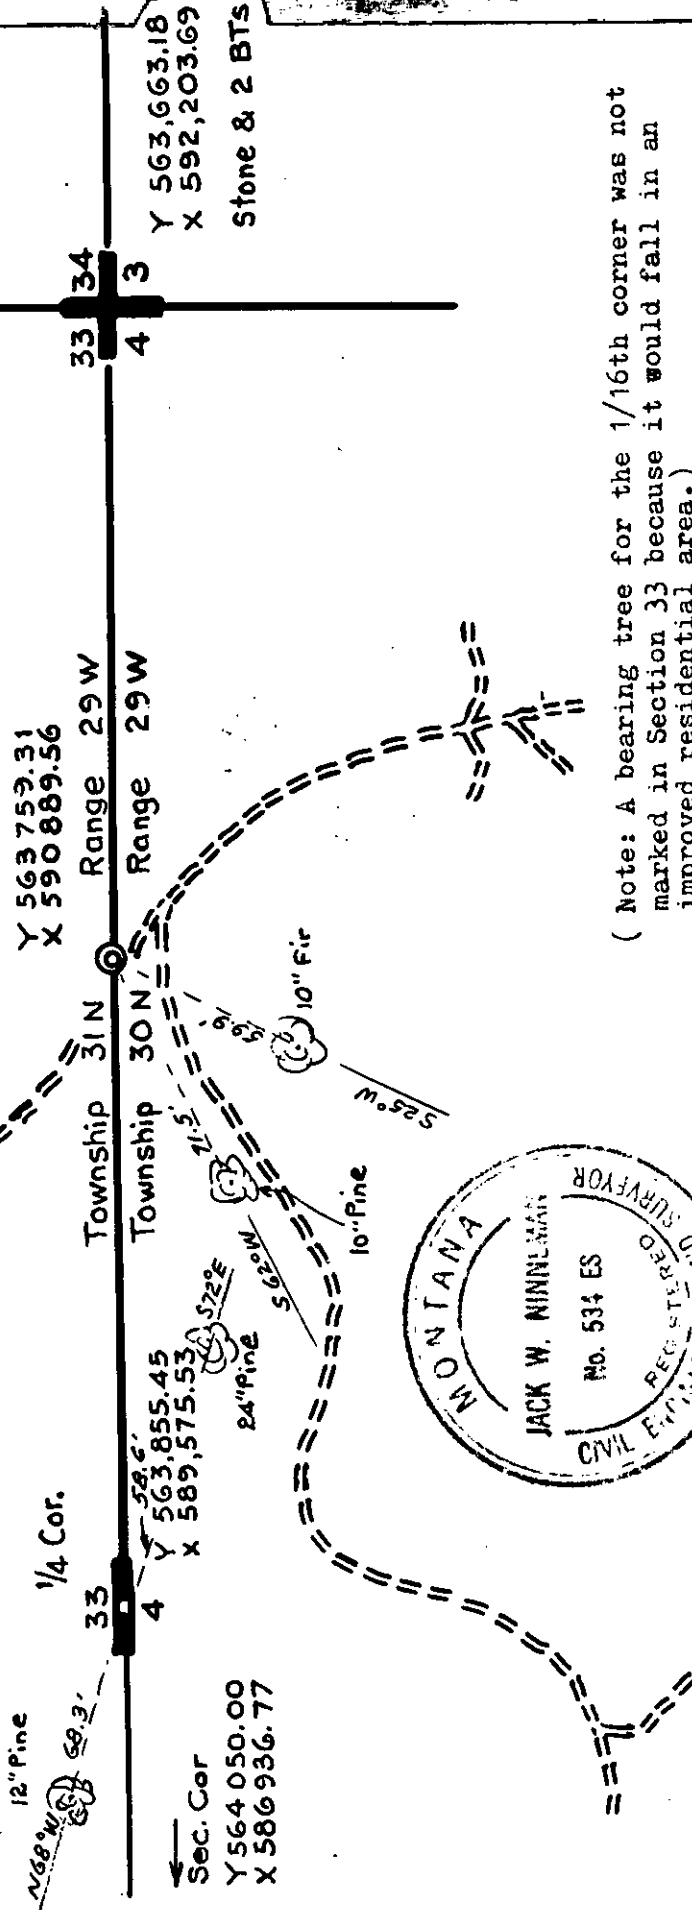 12" Pine
N68°W
68.3'
1/4 Cor.
33
4
58.6'
Y 563,855.45
X 589,575.53
S72°E
24" Pine
Sec. Cor
Y 564 050.00
X 586 936.77
Township 31 N Range 29 W
Township 30 N Range 29 W
Y 563 759.31
X 590 889.56
21.5'
S 62° W
10" Pine
59.9'
10" Fir
S 25° W
33 34
4 3
Y 563,663.18
X 592,203.69
Stone & 2 BTs
MONTANA
JACK W. NINNEMAN
No. 534 ES
REGISTERED
CIVIL
SURVEYOR
( Note: A bearing tree for the 1/16th corner was not
marked in Section 33 because it would fall in an
improved residential area.)